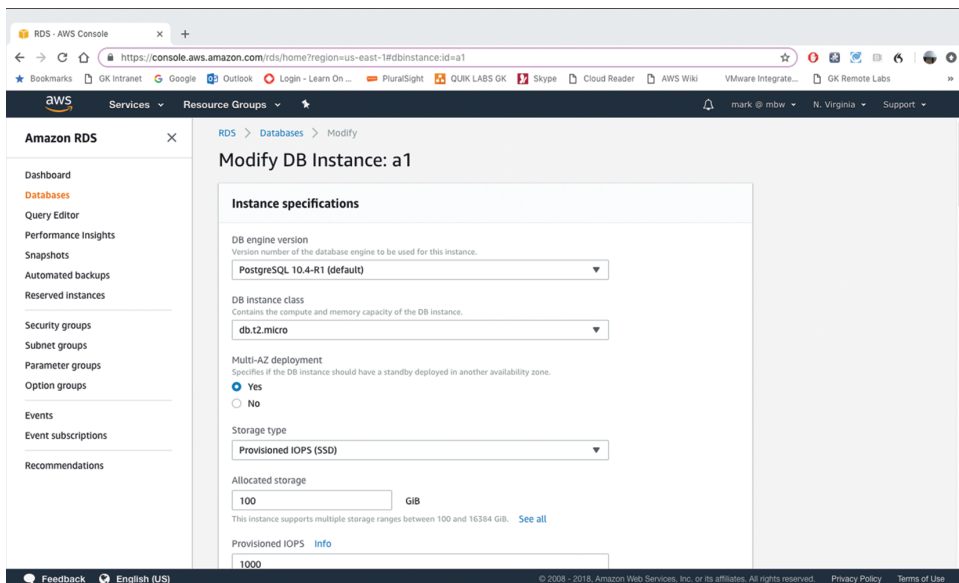 RDS - AWS Console
https://console.aws.amazon.com/rds/home?region=us-east-1#dbinstance:id=a1
Bookmarks GK Intranet Google Outlook Login - Learn On ... PluralSight QUIK LABS GK Skype Cloud Reader AWS Wiki VMware Integrate... GK Remote Labs »
aws Services Resource Groups mark @ mbw N. Virginia Support
Amazon RDS
Dashboard
Databases
Query Editor
Performance Insights
Snapshots
Automated backups
Reserved instances
Security groups
Subnet groups
Parameter groups
Option groups
Events
Event subscriptions
Recommendations
RDS > Databases > Modify
Modify DB Instance: a1
Instance specifications
DB engine version
Version number of the database engine to be used for this instance.
PostgreSQL 10.4-R1 (default)
DB instance class
Contains the compute and memory capacity of the DB instance.
db.t2.micro
Multi-AZ deployment
Specifies if the DB instance should have a standby deployed in another availability zone.
Yes
No
Storage type
Provisioned IOPS (SSD)
Allocated storage
100 GiB
This instance supports multiple storage ranges between 100 and 16384 GiB. See all
Provisioned IOPS Info
1000
Feedback English (US) © 2008 - 2018, Amazon Web Services, Inc. or its affiliates. All rights reserved. Privacy Policy Terms of Use